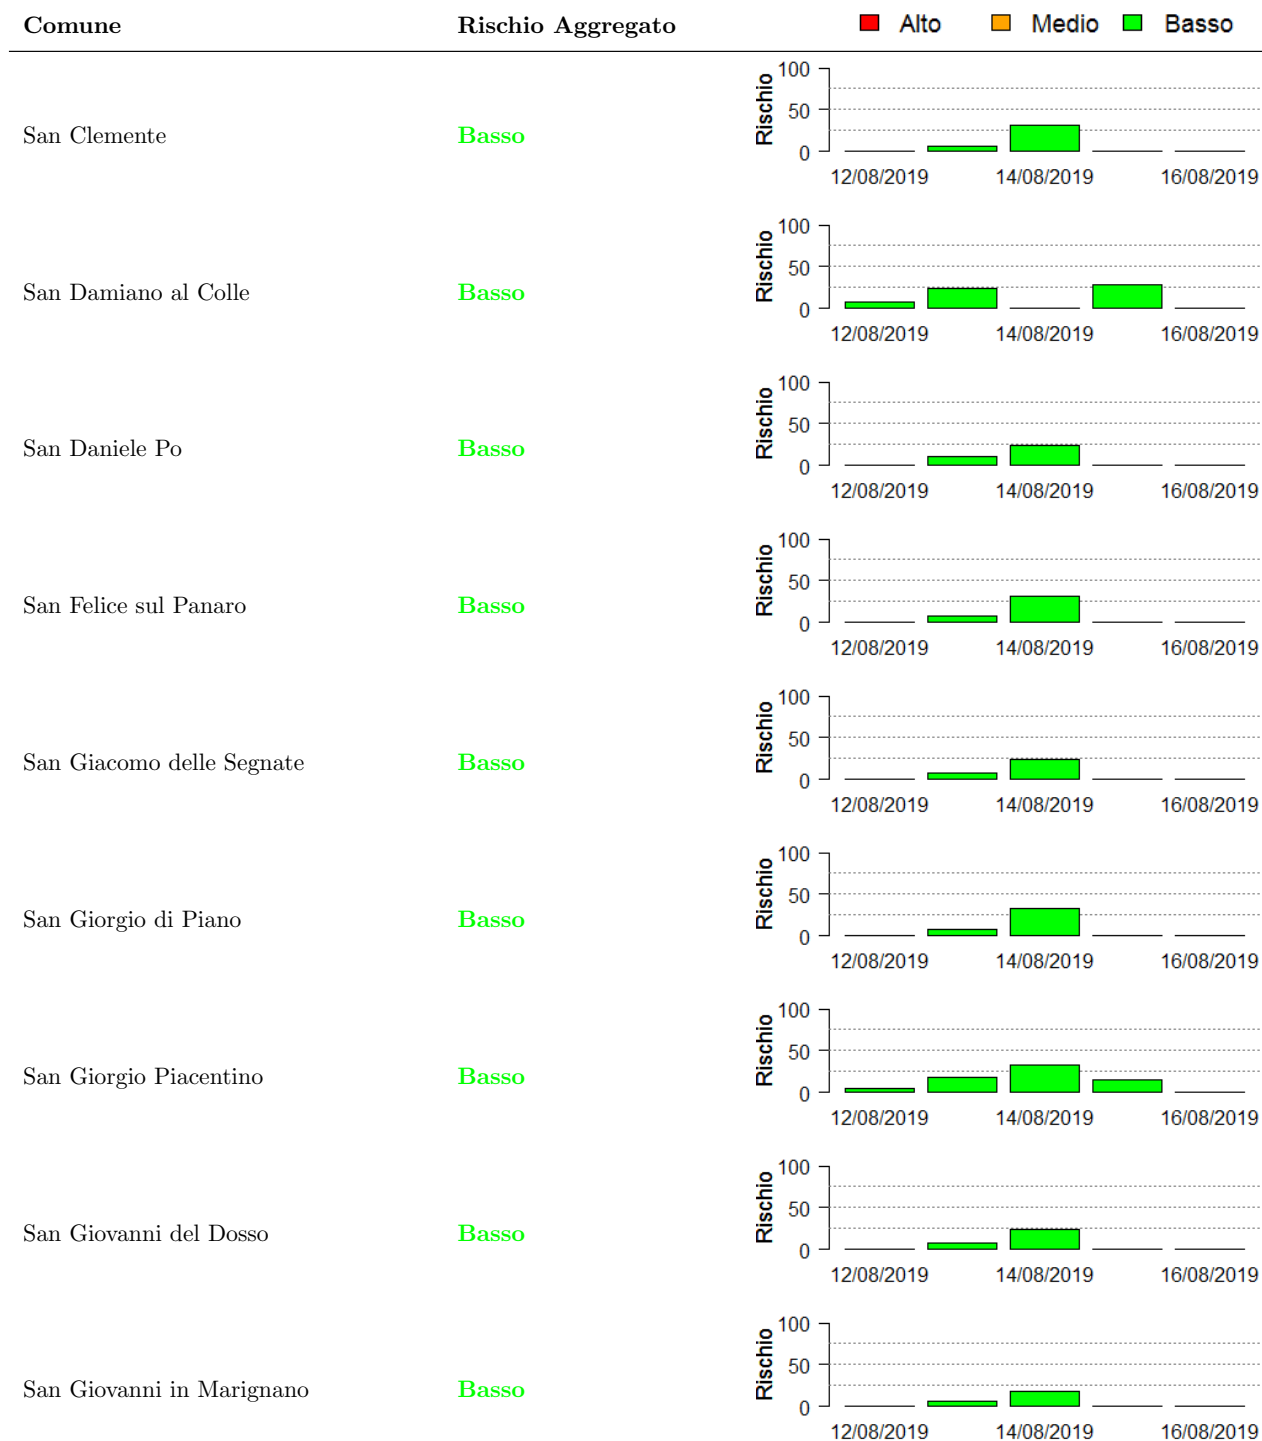 Comune Rischio Aggregato Alto Medio Basso
100
50
0
Rischio
San Clemente Basso
12/08/2019 14/08/2019 16/08/2019
100
50
0
Rischio
San Damiano al Colle Basso
12/08/2019 14/08/2019 16/08/2019
100
50
0
Rischio
San Daniele Po Basso
12/08/2019 14/08/2019 16/08/2019
100
50
0
Rischio
San Felice sul Panaro Basso
12/08/2019 14/08/2019 16/08/2019
100
50
0
Rischio
San Giacomo delle Segnate Basso
12/08/2019 14/08/2019 16/08/2019
100
50
0
Rischio
San Giorgio di Piano Basso
12/08/2019 14/08/2019 16/08/2019
100
50
0
Rischio
San Giorgio Piacentino Basso
12/08/2019 14/08/2019 16/08/2019
100
50
0
Rischio
San Giovanni del Dosso Basso
12/08/2019 14/08/2019 16/08/2019
100
50
0
Rischio
San Giovanni in Marignano Basso
12/08/2019 14/08/2019 16/08/2019